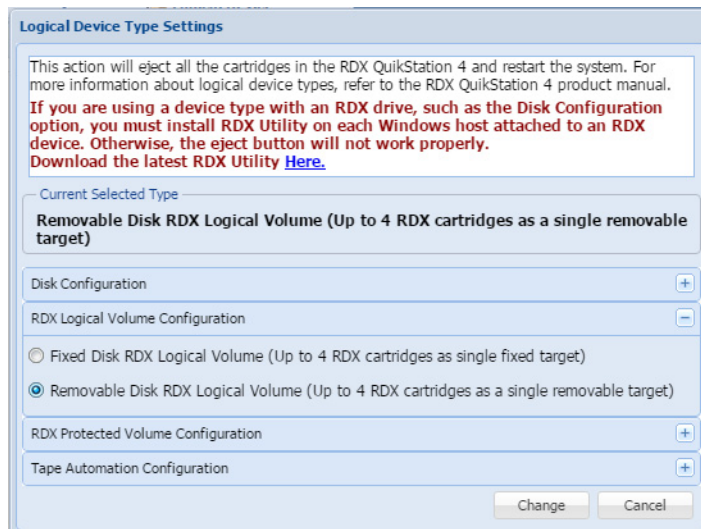 Logical Device Type Settings
This action will eject all the cartridges in the RDX QuikStation 4 and restart the system. For
more information about logical device types, refer to the RDX QuikStation 4 product manual.
If you are using a device type with an RDX drive, such as the Disk Configuration
option, you must install RDX Utility on each Windows host attached to an RDX
device. Otherwise, the eject button will not work properly.
Download the latest RDX Utility Here.
Current Selected Type
Removable Disk RDX Logical Volume (Up to 4 RDX cartridges as a single removable
target)
Disk Configuration
RDX Logical Volume Configuration
Fixed Disk RDX Logical Volume (Up to 4 RDX cartridges as single fixed target)
Removable Disk RDX Logical Volume (Up to 4 RDX cartridges as a single removable target)
RDX Protected Volume Configuration
Tape Automation Configuration
Change Cancel